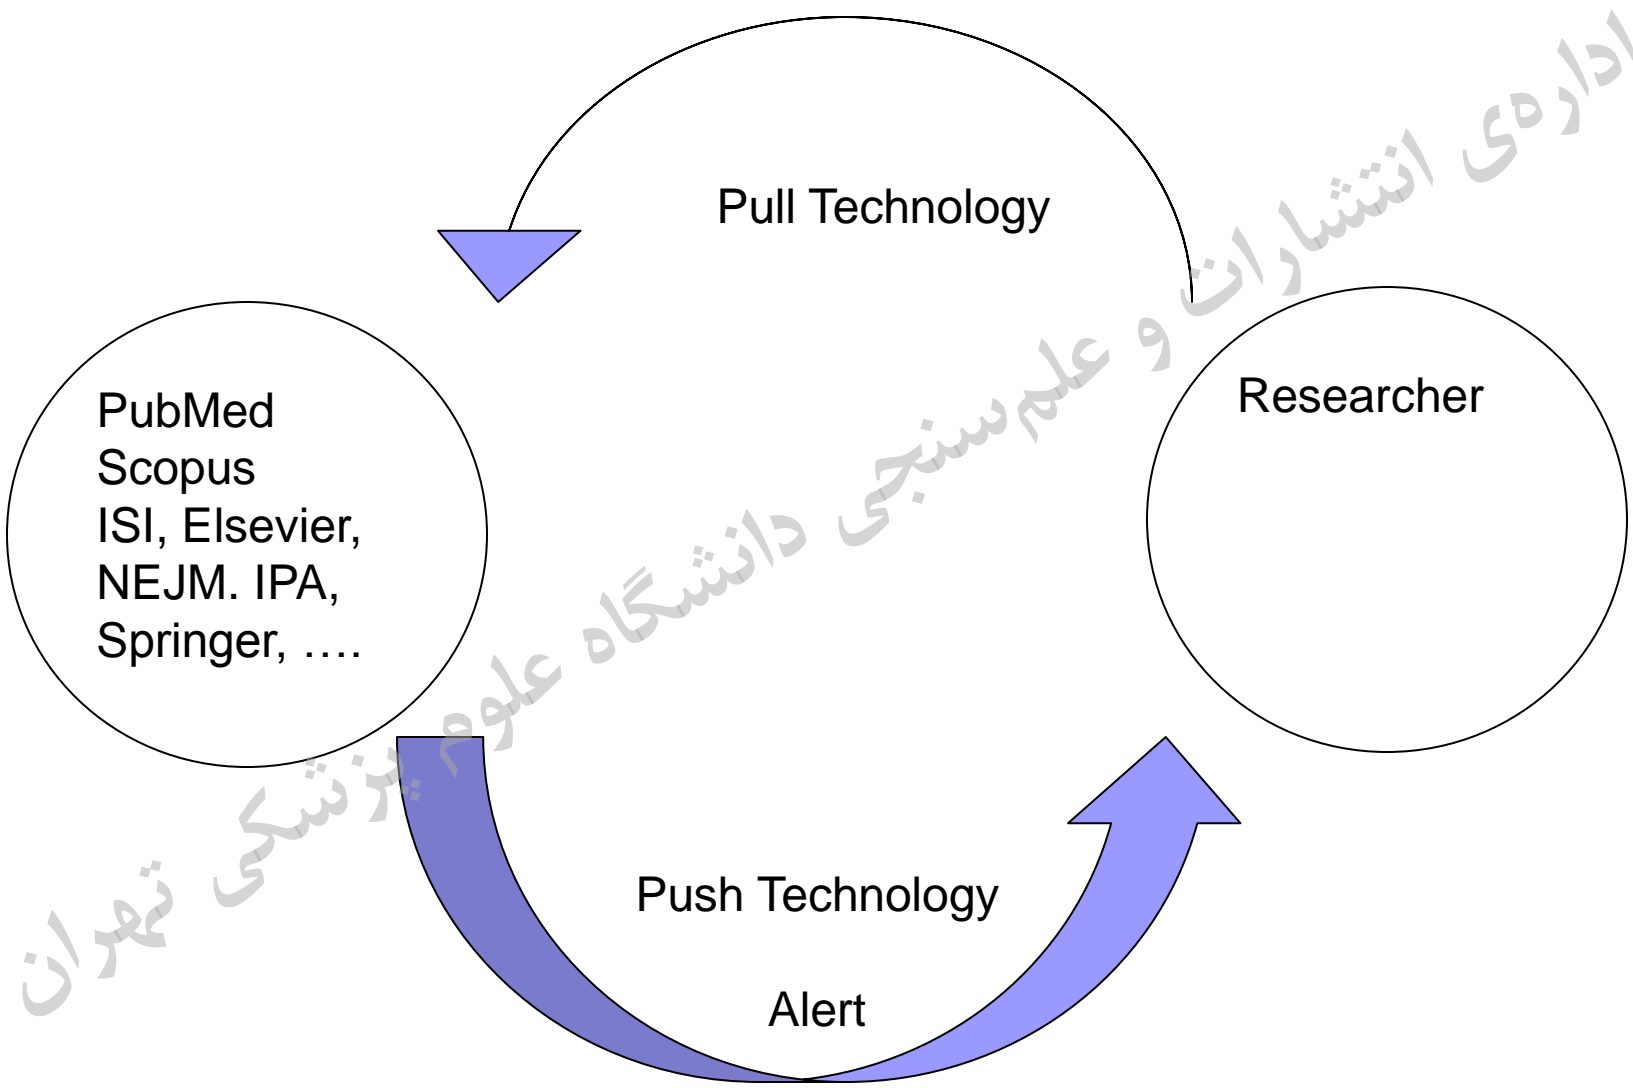 Pull Technology
PubMed
Scopus
ISI, Elsevier,
NEJM. IPA,
Springer, ….
Researcher
Push Technology
Alert
اداره‌ی انتشارات و علم‌سنجی دانشگاه علوم پزشکی تهران